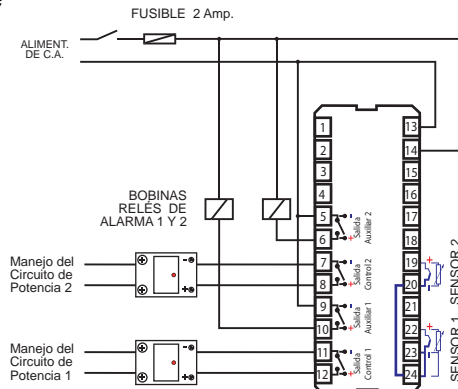 FUSIBLE 2 Amp.
ALIMENT.
DE C.A.
BOBINAS
RELÉS DE
ALARMA 1 Y 2
Manejo del
Circuito de
Potencia 2
Manejo del
Circuito de
Potencia 1
1
2
3
4
5
6
7
8
9
10
11
12
Salida
Auxiliar 2
Salida
Control 2
Salida
Auxiliar 1
Salida
Control 1
13
14
15
16
17
18
19
20
21
22
23
24
SENSOR 1
SENSOR 2